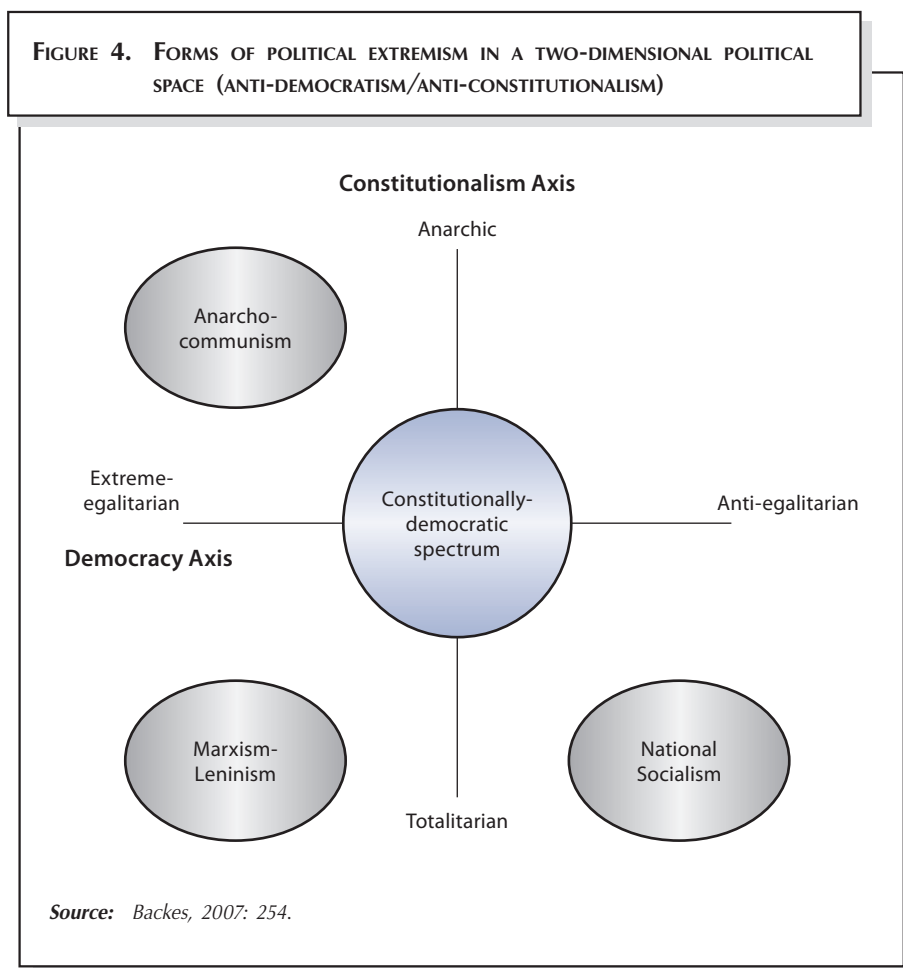 FIGURE 4. FORMS OF POLITICAL EXTREMISM IN A TWO-DIMENSIONAL POLITICAL
SPACE (ANTI-DEMOCRATISM/ANTI-CONSTITUTIONALISM)
Constitutionalism Axis
Anarchic
Anarcho-
communism
Extreme-
egalitarian
Constitutionally-
democratic
spectrum
Anti-egalitarian
Democracy Axis
Marxism-
Leninism
National
Socialism
Totalitarian
Source: Backes, 2007: 254.